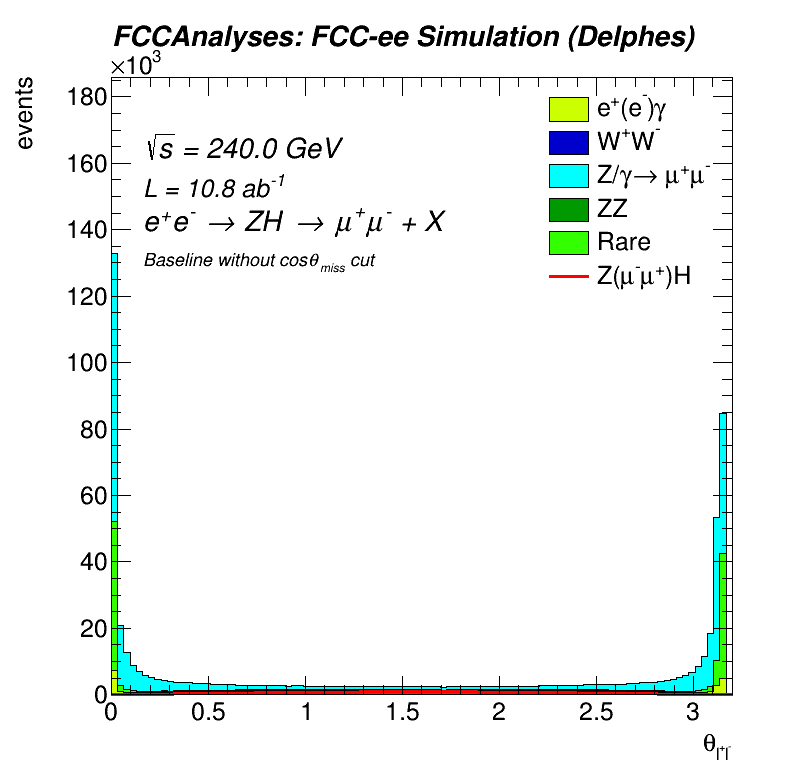 FCCAnalyses: FCC-ee Simulation (Delphes)
×10³
events
180
160
140
120
100
80
60
40
20
0
√s = 240.0 GeV
L = 10.8 ab⁻¹
e⁺e⁻ → ZH → μ⁺μ⁻ + X
Baseline without cosθ_miss cut
e⁺(e⁻)γ
W⁺W⁻
Z/γ→ μ⁺μ⁻
ZZ
Rare
Z(μ⁻μ⁺)H
0 0.5 1 1.5 2 2.5 3
θ_l⁺l⁻